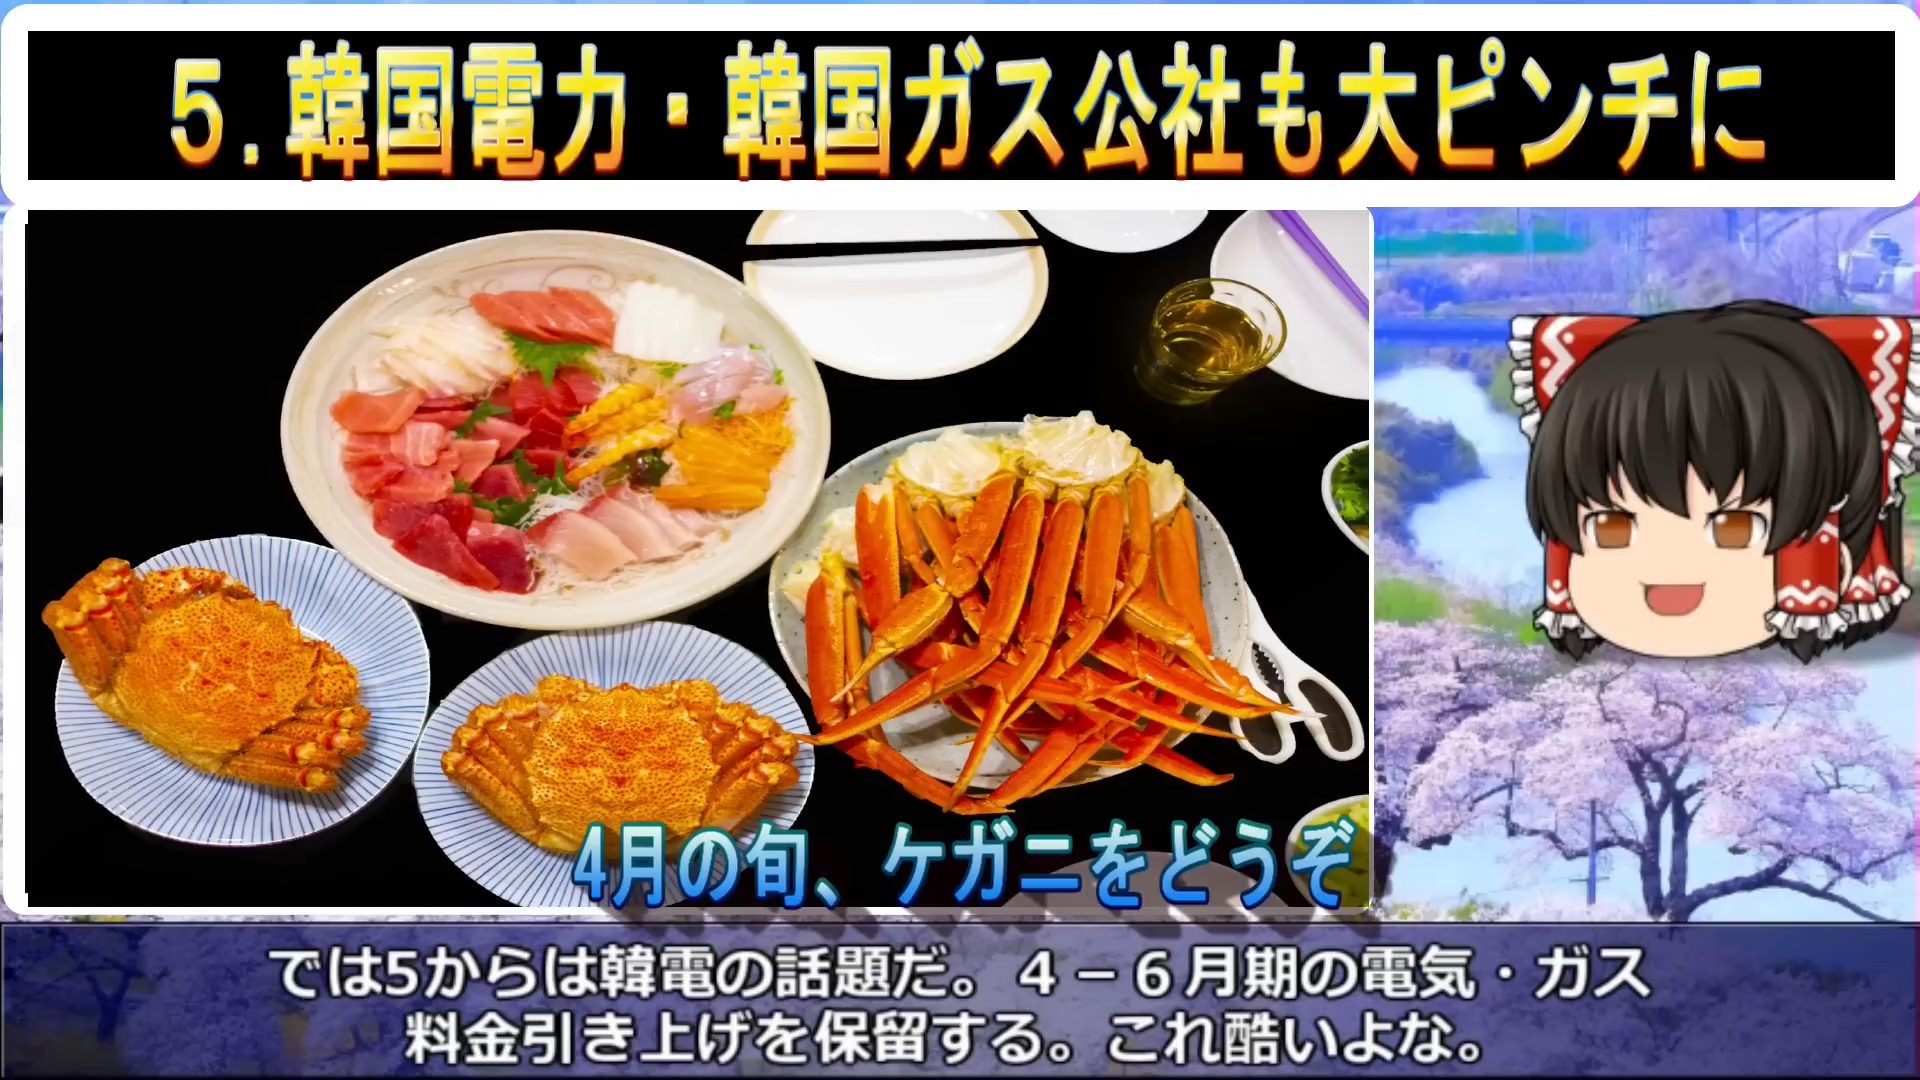 5.韓国電力・韓国ガス公社も大ピンチに
4月の旬、ケガニをどうぞ
では5からは韓電の話題だ。４－６月期の電気・ガス
料金引き上げを保留する。これ酷いよな。